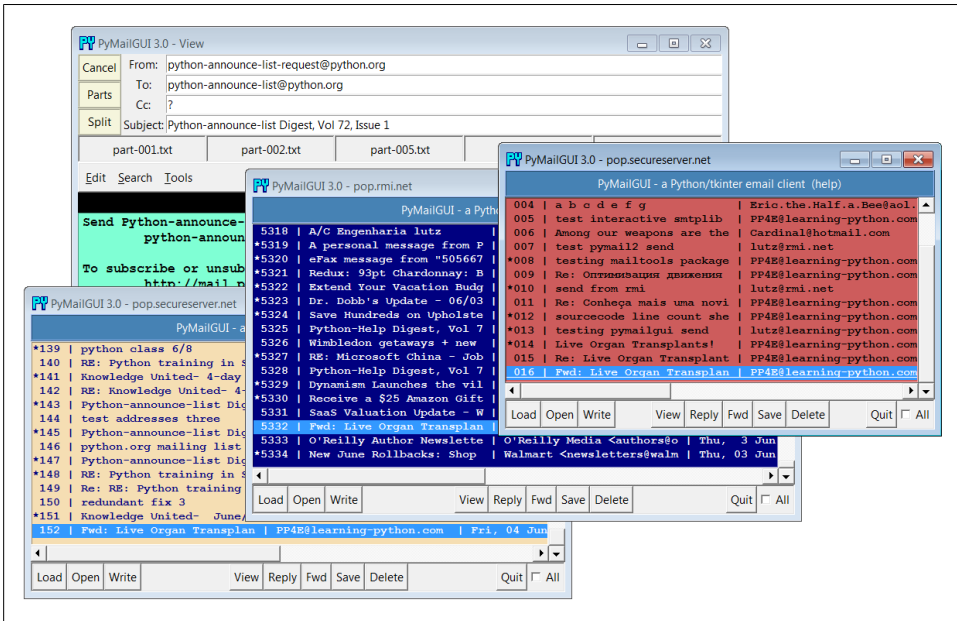 PyMailGUI 3.0 - View
Cancel From: python-announce-list-request@python.org
Parts To: python-announce-list@python.org
Cc: ?
Split Subject: Python-announce-list Digest, Vol 72, Issue 1
part-001.txt part-002.txt part-005.txt
Edit Search Tools
Send Python-announce-
python-announ
To subscribe or unsub
http://mail.p
PyMailGUI 3.0 - pop.secureserver.net
PyMailGUI - a Python/tkinter email client (help)
004 | a b c d e f g | Eric.the.Half.a.Bee@aol.
005 | test interactive smtplib | PP4E@learning-python.com
006 | Among our weapons are the | Cardinal@hotmail.com
007 | test pymail2 send | lutz@rmi.net
*008 | testing mailtools package | PP4E@learning-python.com
009 | Re: Оптимизация движения | PP4E@learning-python.com
*010 | send from rmi | lutz@rmi.net
011 | Re: Conheça mais uma novi | PP4E@learning-python.com
*012 | sourcecode line count she | PP4E@learning-python.com
*013 | testing pymailgui send | lutz@learning-python.com
*014 | Live Organ Transplants! | PP4E@learning-python.com
015 | Re: Live Organ Transplant | PP4E@learning-python.com
016 | Fwd: Live Organ Transplan | PP4E@learning-python.com
Load Open Write View Reply Fwd Save Delete Quit All
PyMailGUI 3.0 - pop.rmi.net
PyMailGUI - a Pytho
5318 | A/C Engenharia lutz |
*5319 | A personal message from P |
*5320 | eFax message from "505667 |
*5321 | Redux: 93pt Chardonnay: B |
*5322 | Extend Your Vacation Budg |
*5323 | Dr. Dobb's Update - 06/03 |
*5324 | Save Hundreds on Upholste |
5325 | Python-Help Digest, Vol 7 |
5326 | Wimbledon getaways + new |
*5327 | RE: Microsoft China - Job |
5328 | Python-Help Digest, Vol 7 |
*5329 | Dynamism Launches the vil |
*5330 | Receive a $25 Amazon Gift |
5331 | SaaS Valuation Update - W |
5332 | Fwd: Live Organ Transplan |
*5333 | O'Reilly Author Newslette | O'Reilly Media <authors@o | Thu, 3 Jun
*5334 | New June Rollbacks: Shop | Walmart <newsletters@walm | Thu, 03 Jun
Load Open Write View Reply Fwd Save Delete Quit All
PyMailGUI 3.0 - pop.secureserver.net
PyMailGUI - a
*139 | python class 6/8
140 | RE: Python training in S
*141 | Knowledge United- 4-day
142 | RE: Knowledge United- 4-
*143 | Python-announce-list Dig
144 | test addresses three
*145 | Python-announce-list Dig
146 | python.org mailing list
*147 | Python-announce-list Dig
*148 | RE: Python training in S
149 | Re: RE: Python training
150 | redundant fix 3
*151 | Knowledge United- June/
152 | Fwd: Live Organ Transplan | PP4E@learning-python.com | Fri, 04 Jun
Load Open Write View Reply Fwd Save Delete Quit All